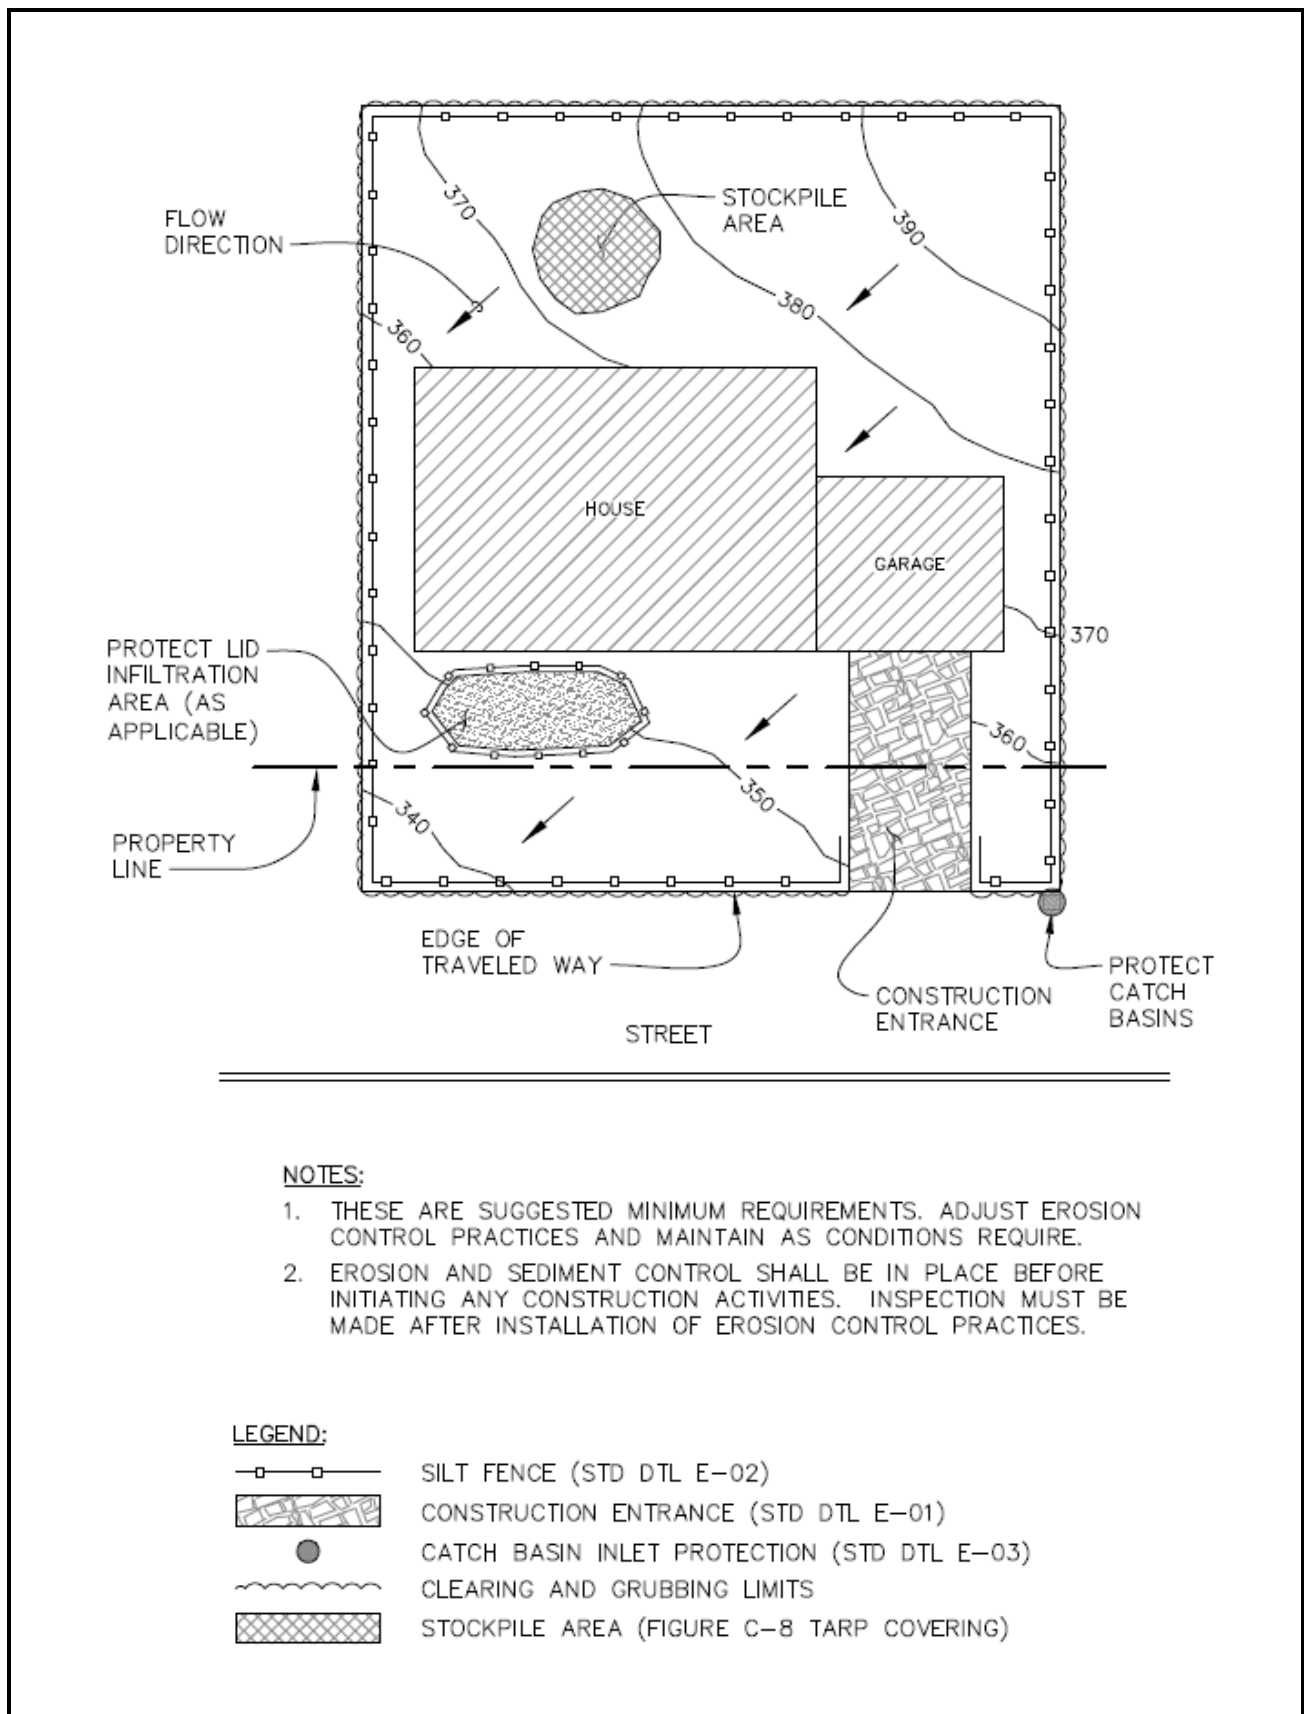 370
390
380
360
STOCKPILE
AREA
FLOW
DIRECTION
HOUSE
GARAGE
370
PROTECT LID
INFILTRATION
AREA (AS
APPLICABLE)
360
350
340
PROPERTY
LINE
EDGE OF
TRAVELED WAY
CONSTRUCTION
ENTRANCE
PROTECT
CATCH
BASINS
STREET
NOTES:
1. THESE ARE SUGGESTED MINIMUM REQUIREMENTS. ADJUST EROSION
CONTROL PRACTICES AND MAINTAIN AS CONDITIONS REQUIRE.
2. EROSION AND SEDIMENT CONTROL SHALL BE IN PLACE BEFORE
INITIATING ANY CONSTRUCTION ACTIVITIES. INSPECTION MUST BE
MADE AFTER INSTALLATION OF EROSION CONTROL PRACTICES.
LEGEND:
SILT FENCE (STD DTL E-02)
CONSTRUCTION ENTRANCE (STD DTL E-01)
CATCH BASIN INLET PROTECTION (STD DTL E-03)
CLEARING AND GRUBBING LIMITS
STOCKPILE AREA (FIGURE C-8 TARP COVERING)